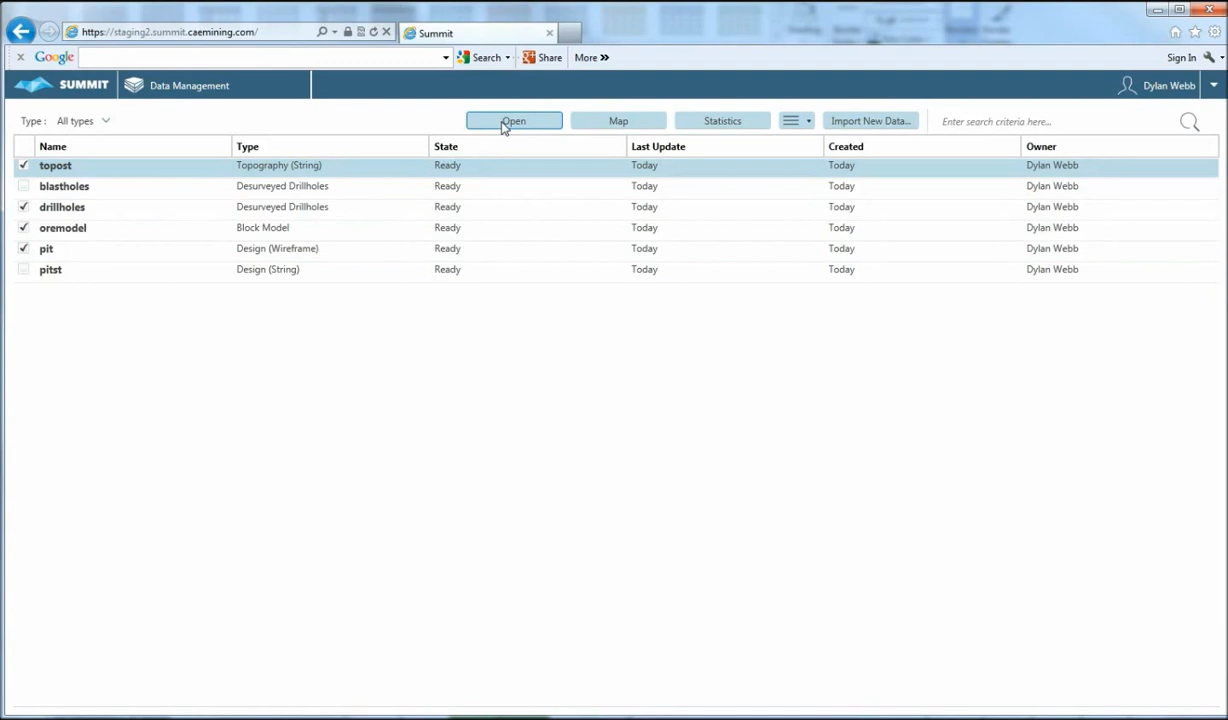 https://staging2.summit.caemining.com/
Summit
Google Search Share More » Sign In
SUMMIT Data Management Dylan Webb
Type : All types Open Map Statistics Import New Data... Enter search criteria here...
Name Type State Last Update Created Owner
topost Topography (String) Ready Today Today Dylan Webb
blastholes Desurveyed Drillholes Ready Today Today Dylan Webb
drillholes Desurveyed Drillholes Ready Today Today Dylan Webb
oremodel Block Model Ready Today Today Dylan Webb
pit Design (Wireframe) Ready Today Today Dylan Webb
pitst Design (String) Ready Today Today Dylan Webb